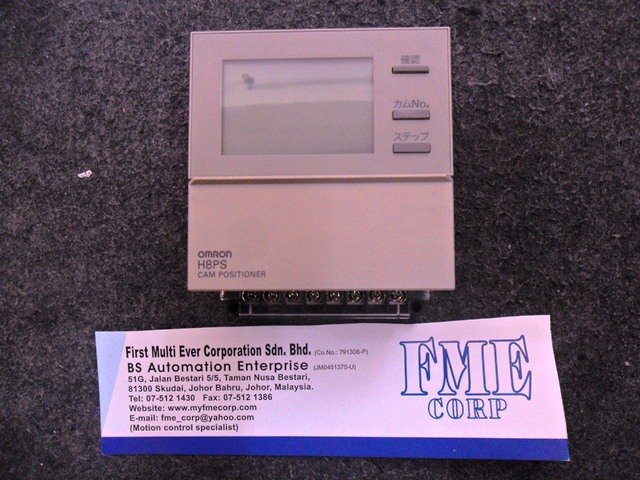 確認
カムNo.
ステップ
OMRON
H8PS
CAM POSITIONER
First Multi Ever Corporation Sdn. Bhd. (Co.No.: 791306-P)
BS Automation Enterprise (JM0451375-U)
51G, Jalan Bestari 5/5, Taman Nusa Bestari,
81300 Skudai, Johor Bahru, Johor, Malaysia.
Tel: 07-512 1430 Fax: 07-512 1386
Website: www.myfmecorp.com
E-mail: fme_corp@yahoo.com
(Motion control specialist)
FME
CORP